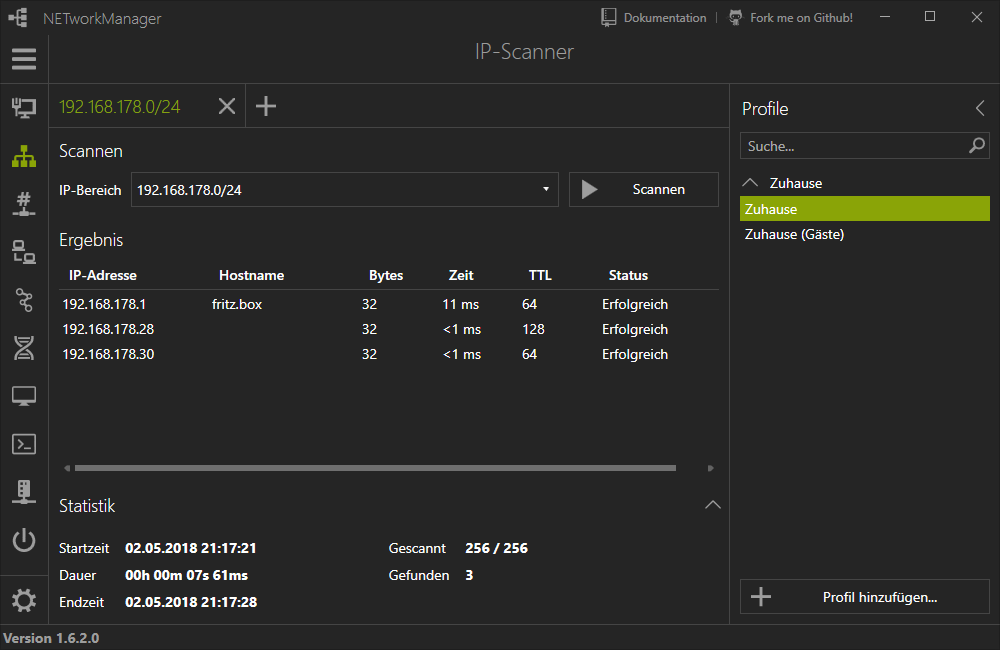 NETworkManager
Dokumentation
Fork me on Github!
IP-Scanner
192.168.178.0/24
Scannen
IP-Bereich 192.168.178.0/24 Scannen
Ergebnis
IP-Adresse Hostname Bytes Zeit TTL Status
192.168.178.1 fritz.box 32 11 ms 64 Erfolgreich
192.168.178.28 32 <1 ms 128 Erfolgreich
192.168.178.30 32 <1 ms 64 Erfolgreich
Statistik
Startzeit 02.05.2018 21:17:21 Gescannt 256 / 256
Dauer 00h 00m 07s 61ms Gefunden 3
Endzeit 02.05.2018 21:17:28
Profile
Suche...
Zuhause
Zuhause
Zuhause (Gäste)
Profil hinzufügen...
Version 1.6.2.0